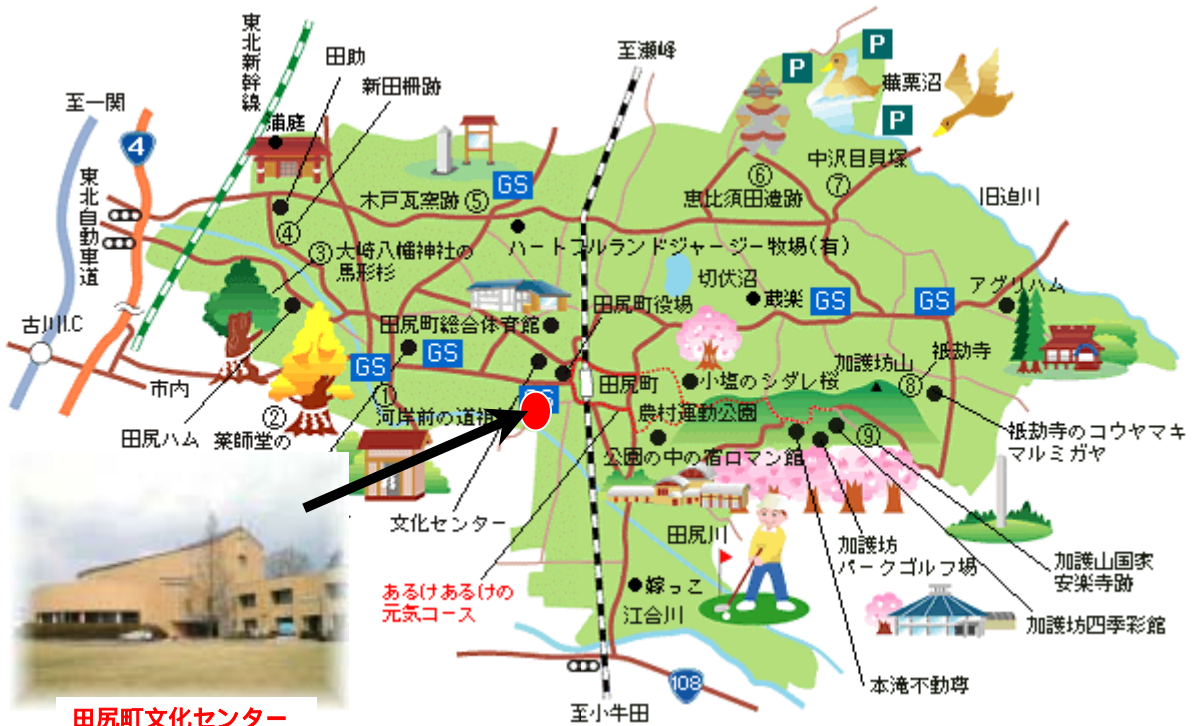 東北新幹線
田助
至瀬峰
新田柵跡
至一関
浦庭
P
P
P
蕪栗沼
4
東北自動車道
木戸瓦窯跡⑤
GS
中沢目貝塚
⑦
⑥
恵比須田遺跡
旧迫川
④
ハートフルランドジャージー牧場(有)
③大崎八幡神社の
馬形杉
切伏沼
アグリハム
蔵楽
GS
GS
田尻町役場
古川I.C
田尻町総合体育館
GS
GS
加護坊山
祇劫寺
⑧
市内
田尻町
小塩のシダレ桜
①
河岸前の道祖
GS
農村運動公園
②
田尻ハム
薬師堂の
祇劫寺のコウヤマキ
マルミガヤ
⑨
公園の中の宿ロマン館
文化センター
田尻川
加護坊
パークゴルフ場
加護山国家
安楽寺跡
あるけあるけの
元気コース
嫁っこ
江合川
加護坊四季彩館
108
本滝不動尊
至小牛田
田尻町文化センター